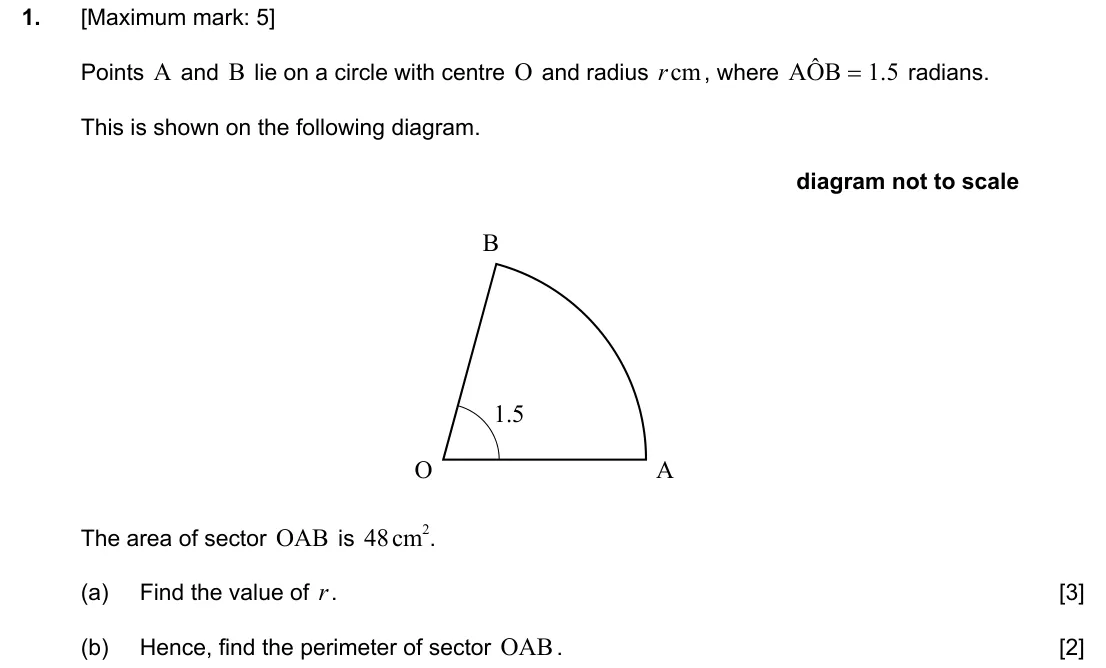 1. [Maximum mark: 5]
Points A and B lie on a circle with centre O and radius r cm, where AÔB = 1.5 radians.
This is shown on the following diagram.
diagram not to scale
B
1.5
O
A
The area of sector OAB is 48 cm².
(a) Find the value of r. [3]
(b) Hence, find the perimeter of sector OAB. [2]